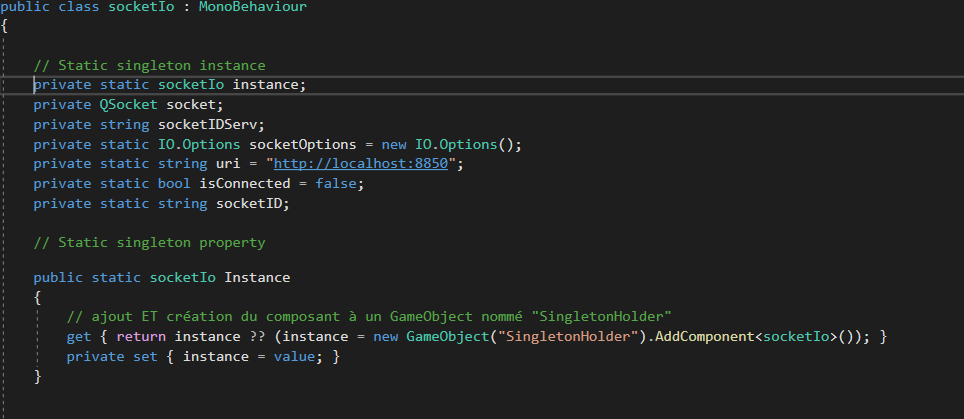 public class socketIo : MonoBehaviour
{
// Static singleton instance
private static socketIo instance;
private QSocket socket;
private string socketIDServ;
private static IO.Options socketOptions = new IO.Options();
private static string uri = "http://localhost:8850";
private static bool isConnected = false;
private static string socketID;
// Static singleton property
public static socketIo Instance
{
// ajout ET création du composant à un GameObject nommé "SingletonHolder"
get { return instance ?? (instance = new GameObject("SingletonHolder").AddComponent<socketIo>()); }
private set { instance = value; }
}